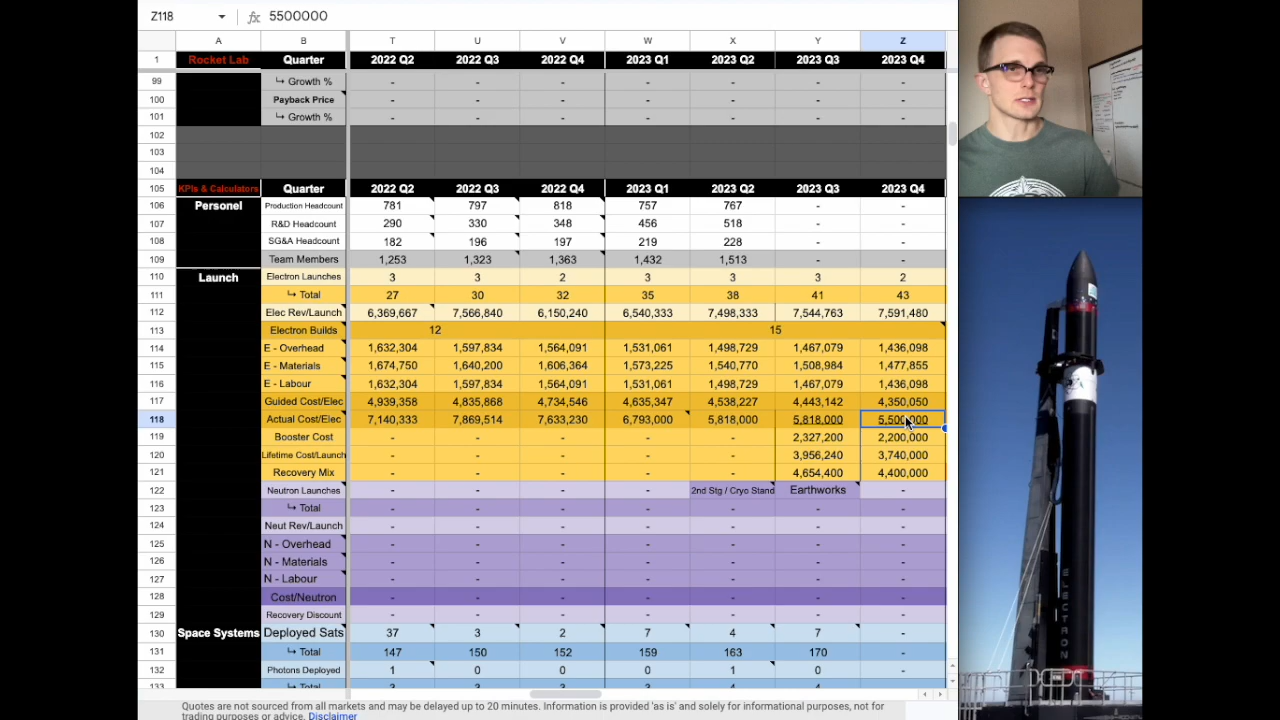 Z118 fx 5500000
A B T U V W X Y Z
1 Rocket Lab Quarter 2022 Q2 2022 Q3 2022 Q4 2023 Q1 2023 Q2 2023 Q3 2023 Q4
99 ↳ Growth % - - - - - - -
100 Payback Price - - - - - - -
101 ↳ Growth % - - - - - - -
102
103
104
105 KPIs & Calculators Quarter 2022 Q2 2022 Q3 2022 Q4 2023 Q1 2023 Q2 2023 Q3 2023 Q4
106 Personel Production Headcount 781 797 818 757 767 - -
107 R&D Headcount 290 330 348 456 518 - -
108 SG&A Headcount 182 196 197 219 228 - -
109 Team Members 1,253 1,323 1,363 1,432 1,513 - -
110 Launch Electron Launches 3 3 2 3 3 3 2
111 ↳ Total 27 30 32 35 38 41 43
112 Elec Rev/Launch 6,369,667 7,566,840 6,150,240 6,540,333 7,498,333 7,544,763 7,591,480
113 Electron Builds 12 15
114 E - Overhead 1,632,304 1,597,834 1,564,091 1,531,061 1,498,729 1,467,079 1,436,098
115 E - Materials 1,674,750 1,640,200 1,606,364 1,573,225 1,540,770 1,508,984 1,477,855
116 E - Labour 1,632,304 1,597,834 1,564,091 1,531,061 1,498,729 1,467,079 1,436,098
117 Guided Cost/Elec 4,939,358 4,835,868 4,734,546 4,635,347 4,538,227 4,443,142 4,350,050
118 Actual Cost/Elec 7,140,333 7,869,514 7,633,230 6,793,000 5,818,000 5,818,000 5,500,000
119 Booster Cost - - - - - 2,327,200 2,200,000
120 Lifetime Cost/Launch - - - - - 3,956,240 3,740,000
121 Recovery Mix - - - - - 4,654,400 4,400,000
122 Neutron Launches - - - - 2nd Stg / Cryo Stand Earthworks -
123 ↳ Total - - - - - - -
124 Neut Rev/Launch - - - - - - -
125 N - Overhead - - - - - - -
126 N - Materials - - - - - - -
127 N - Labour - - - - - - -
128 Cost/Neutron - - - - - - -
129 Recovery Discount - - - - - - -
130 Space Systems Deployed Sats 37 3 2 7 4 7 -
131 ↳ Total 147 150 152 159 163 170 -
132 Photons Deployed 1 0 0 0 1 0 -
133 ↳ Total
Quotes are not sourced from all markets and may be delayed up to 20 minutes. Information is provided 'as is' and solely for informational purposes, not for
trading purposes or advice. Disclaimer
ELECTRON